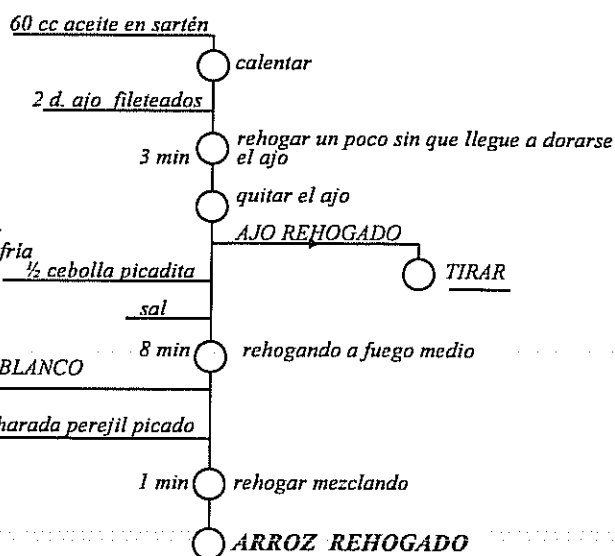 60 cc aceite en sartén
calentar
2 d. ajo fileteados
rehogar un poco sin que llegue a dorarse
3 min
el ajo
quitar el ajo
AJO REHOGADO
fría
½ cebolla picadita
TIRAR
sal
8 min
rehogando a fuego medio
BLANCO
harada perejil picado
1 min
rehogar mezclando
ARROZ REHOGADO